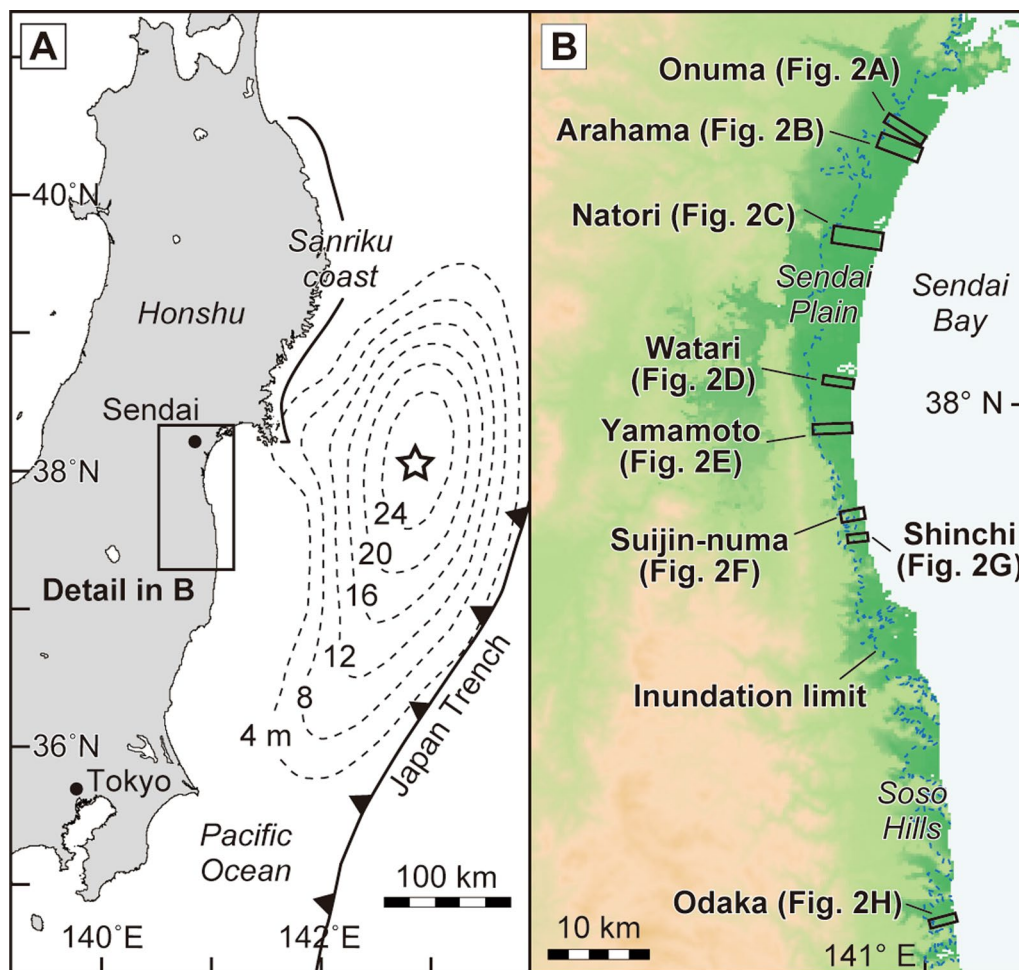 A
40°N
Sanriku
coast
Honshu
Sendai
38°N
24
20
16
12
8
4 m
Detail in B
Japan Trench
36°N
Tokyo
Pacific
Ocean
100 km
140°E
142°E
B
Onuma (Fig. 2A)
Arahama (Fig. 2B)
Natori (Fig. 2C)
Sendai
Plain
Sendai
Bay
Watari
(Fig. 2D)
38° N
Yamamoto
(Fig. 2E)
Suijin-numa
(Fig. 2F)
Shinchi
(Fig. 2G)
Inundation limit
Soso
Hills
Odaka (Fig. 2H)
10 km
141° E